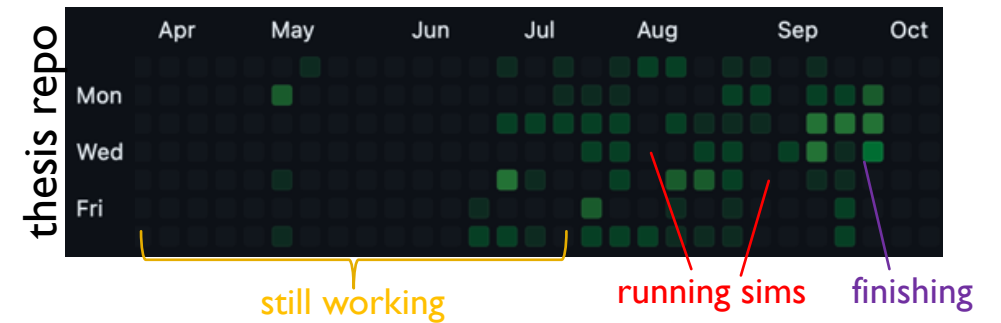 thesis repo
Apr May Jun Jul Aug Sep Oct
Mon
Wed
Fri
still working
running sims
finishing